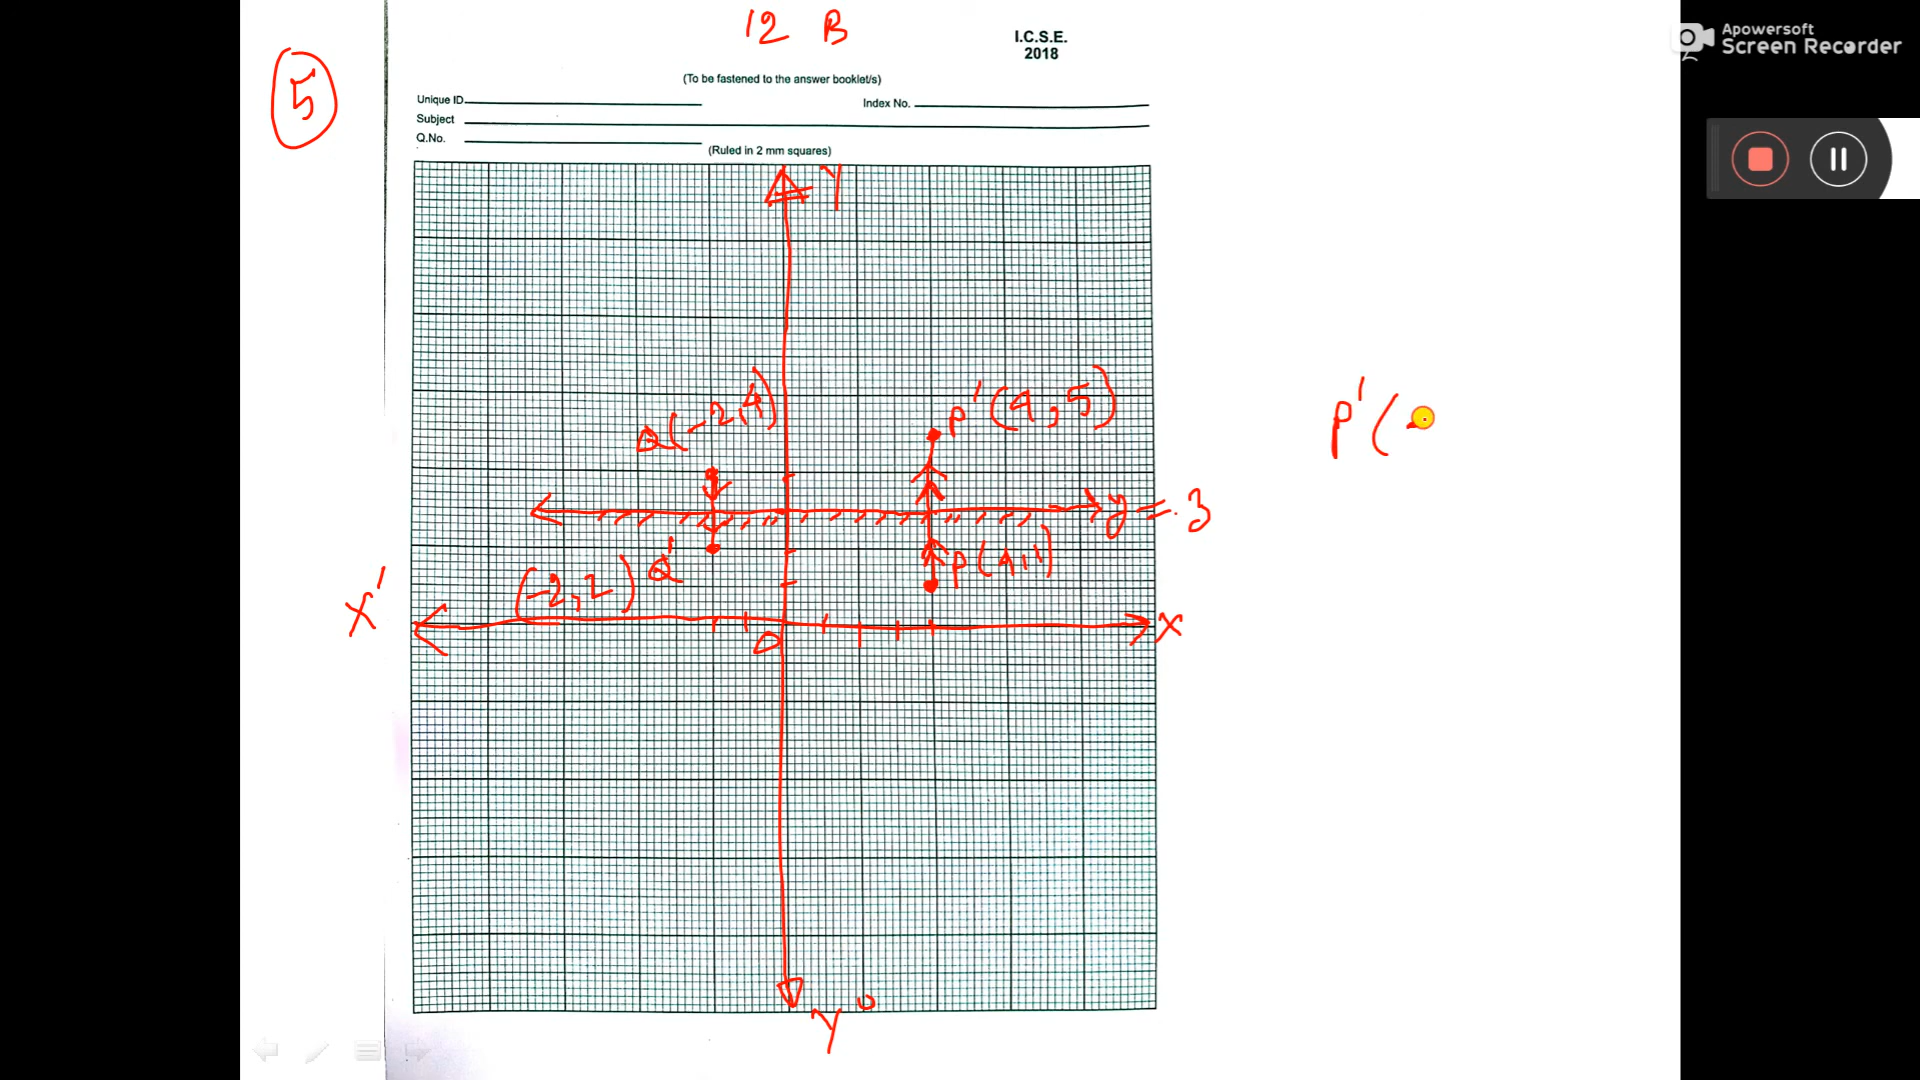 12 B
I.C.S.E.
2018
Apowersoft
Screen Recorder
5
(To be fastened to the answer booklet/s)
Unique ID
Index No.
Subject
Q.No.
(Ruled in 2 mm squares)
Y
Q(-2,4)
P'(4,5)
P'(
y=3
P(4,1)
Q'
(-2,2)
X'
X
O
Y'